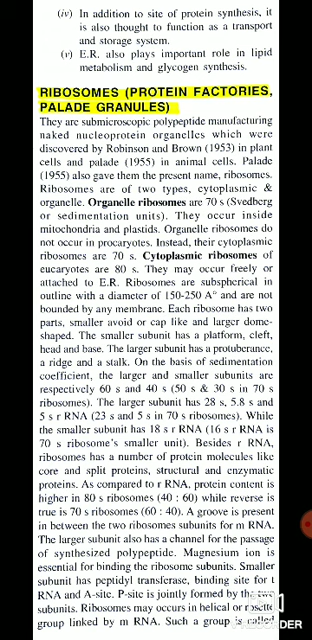 (iv) In addition to site of protein synthesis, it
is also thought to function as a transport
and storage system.
(v) E.R. also plays important role in lipid
metabolism and glycogen synthesis.
RIBOSOMES (PROTEIN FACTORIES,
PALADE GRANULES)
They are submicroscopic polypeptide manufacturing
naked nucleoprotein organelles which were
discovered by Robinson and Brown (1953) in plant
cells and palade (1955) in animal cells. Palade
(1955) also gave them the present name, ribosomes.
Ribosomes are of two types, cytoplasmic &
organelle. Organelle ribosomes are 70 s (Svedberg
or sedimentation units). They occur inside
mitochondria and plastids. Organelle ribosomes do
not occur in procaryotes. Instead, their cytoplasmic
ribosomes are 70 s. Cytoplasmic ribosomes of
eucaryotes are 80 s. They may occur freely or
attached to E.R. Ribosomes are subspherical in
outline with a diameter of 150-250 A° and are not
bounded by any membrane. Each ribosome has two
parts, smaller avoid or cap like and larger dome-
shaped. The smaller subunit has a platform, cleft,
head and base. The larger subunit has a protuberance,
a ridge and a stalk. On the basis of sedimentation
coefficient, the larger and smaller subunits are
respectively 60 s and 40 s (50 s & 30 s in 70 s
ribosomes). The larger has 28 s, 5.8 s and
5 s r RNA (23 s and 5 s in 70 s ribosomes). While
the smaller subunit has 18 s r RNA (16 s r RNA is
70 s ribosome's smaller unit). Besides r RNA,
ribosomes has a number of protein molecules like
core and split proteins, structural and enzymatic
proteins. As compared to r RNA, protein content is
higher in 80 s ribosomes (40 : 60) while reverse is
true is 70 s ribosomes (60 : 40). A groove is present
in between the two ribosomes subunits for m RNA.
The larger subunit also has a channel for the passage
of synthesized polypeptide. Magnesium ion is
essential for binding the ribosome subunits. Smaller
subunit has peptidyl transferase, binding site for t
RNA and A-site. P-site is jointly formed by the two
subunits. Ribosomes may occurs in helical or rosette
group linked by m RNA. Such a group is called